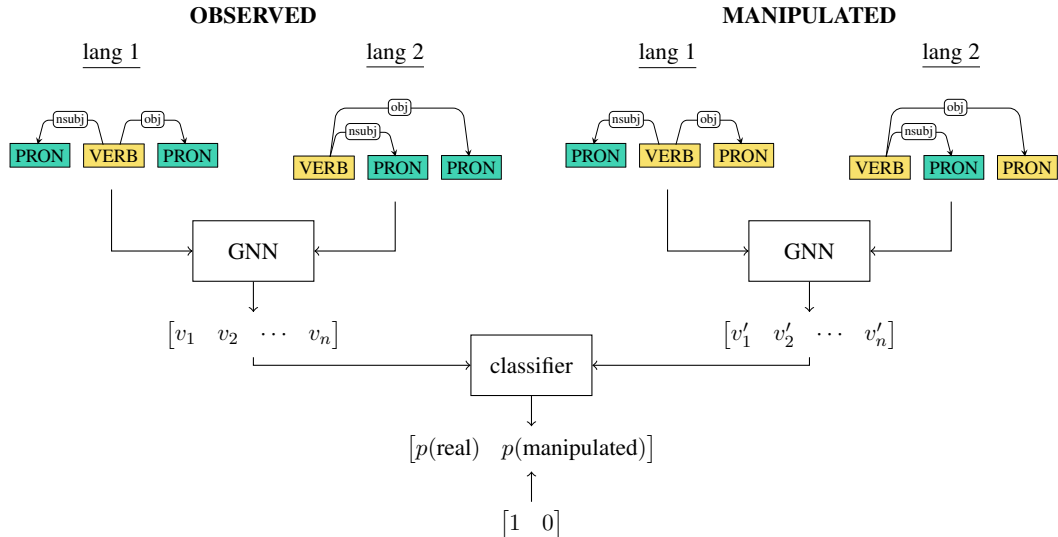 OBSERVED MANIPULATED
lang 1 lang 2 lang 1 lang 2
nsubj obj nsubj obj nsubj obj nsubj obj
PRON VERB PRON VERB PRON PRON PRON VERB PRON VERB PRON PRON
GNN GNN
[v₁ v₂ ⋯ vₙ] [v′₁ v′₂ ⋯ v′ₙ]
classifier
[p(real) p(manipulated)]
[1 0]